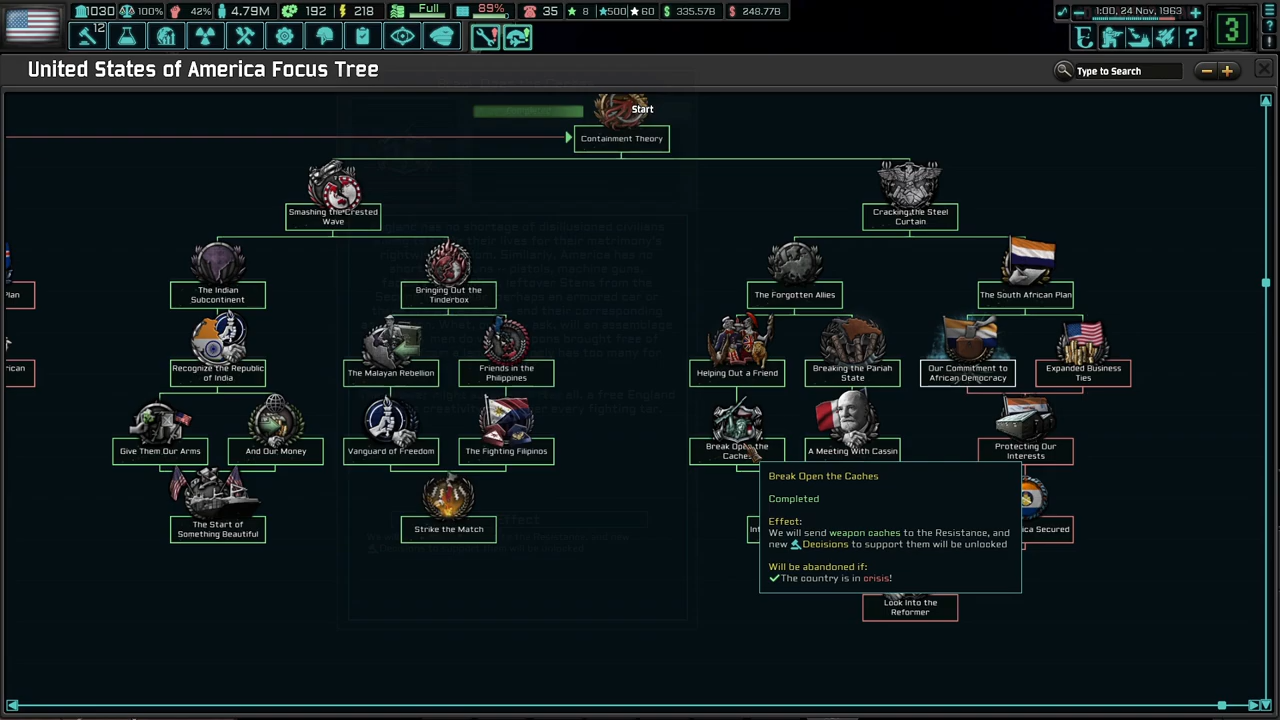 1030 100% 42% 4.79M 192 218 Full 89% 35 8 500 60 $ 335.57B $ 248.77B 1:00, 24 Nov, 1963
12
3
United States of America Focus Tree
Type to Search
Start
Containment Theory
Smashing the Crested
Wave
Cracking the Steel
Curtain
Plan
The Indian
Subcontinent
Bringing Out the
Tinderbox
The Forgotten Allies
The South African Plan
rican
Recognize the Republic
of India
The Malayan Rebellion
Friends in the
Philippines
Helping Out a Friend
Breaking the Pariah
State
Our Commitment to
African Democracy
Expanded Business
Ties
Give Them Our Arms
And Our Money
Vanguard of Freedom
The Fighting Filipinos
Break Open the
Caches
A Meeting With Cassin
Protecting Our
Interests
The Start of
Something Beautiful
Strike the Match
Break Open the Caches
Completed
Effect:
We will send weapon caches to the Resistance, and
new Decisions to support them will be unlocked
Will be abandoned if:
The country is in crisis!
ica Secured
Look Into the
Reformer